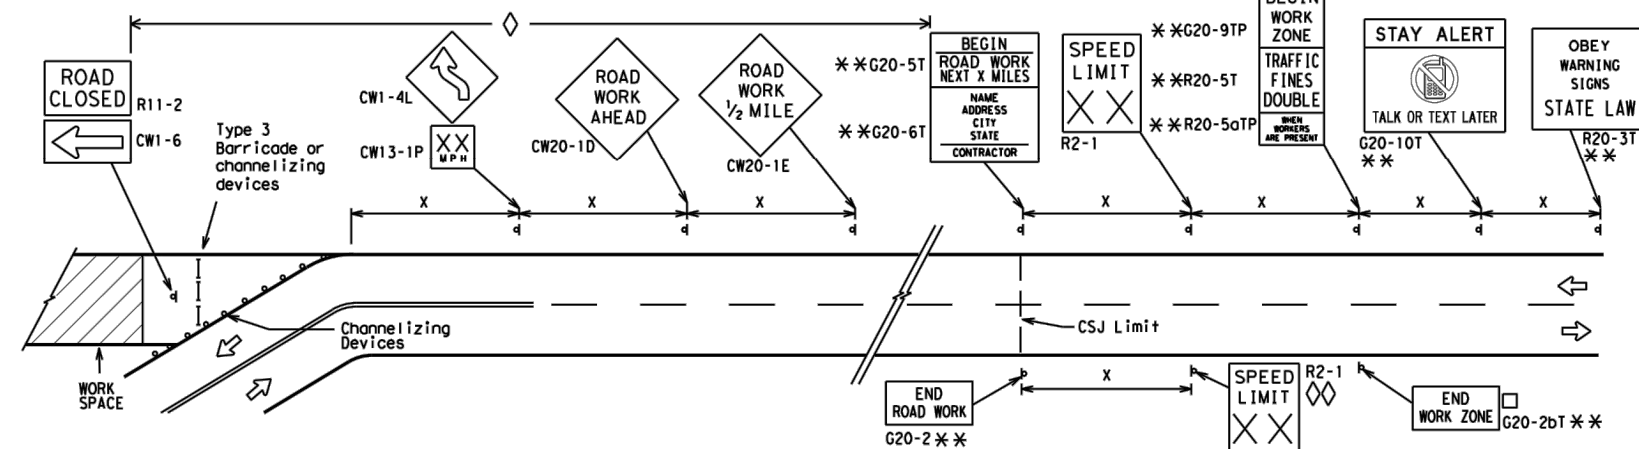 ROAD
CLOSED
R11-2
CW1-6
Type 3
Barricade or
channelizing
devices
CW1-4L
XX
MPH
CW13-1P
ROAD
WORK
AHEAD
CW20-1D
ROAD
WORK
1/2 MILE
CW20-1E
**G20-5T
BEGIN
ROAD WORK
NEXT X MILES
**G20-6T
NAME
ADDRESS
CITY
STATE
CONTRACTOR
SPEED
LIMIT
X X
R2-1
**G20-9TP
BEGIN
WORK
ZONE
**R20-5T
TRAFFIC
FINES
DOUBLE
**R20-5aTP
WHEN
WORKERS
ARE PRESENT
STAY ALERT
TALK OR TEXT LATER
G20-10T
**
OBEY
WARNING
SIGNS
STATE LAW
R20-3T
**
X
X
X
X
X
X
X
Channelizing
Devices
CSJ Limit
WORK
SPACE
X
END
ROAD WORK
G20-2 **
SPEED
LIMIT
X X
R2-1
END
WORK ZONE
G20-2bT **